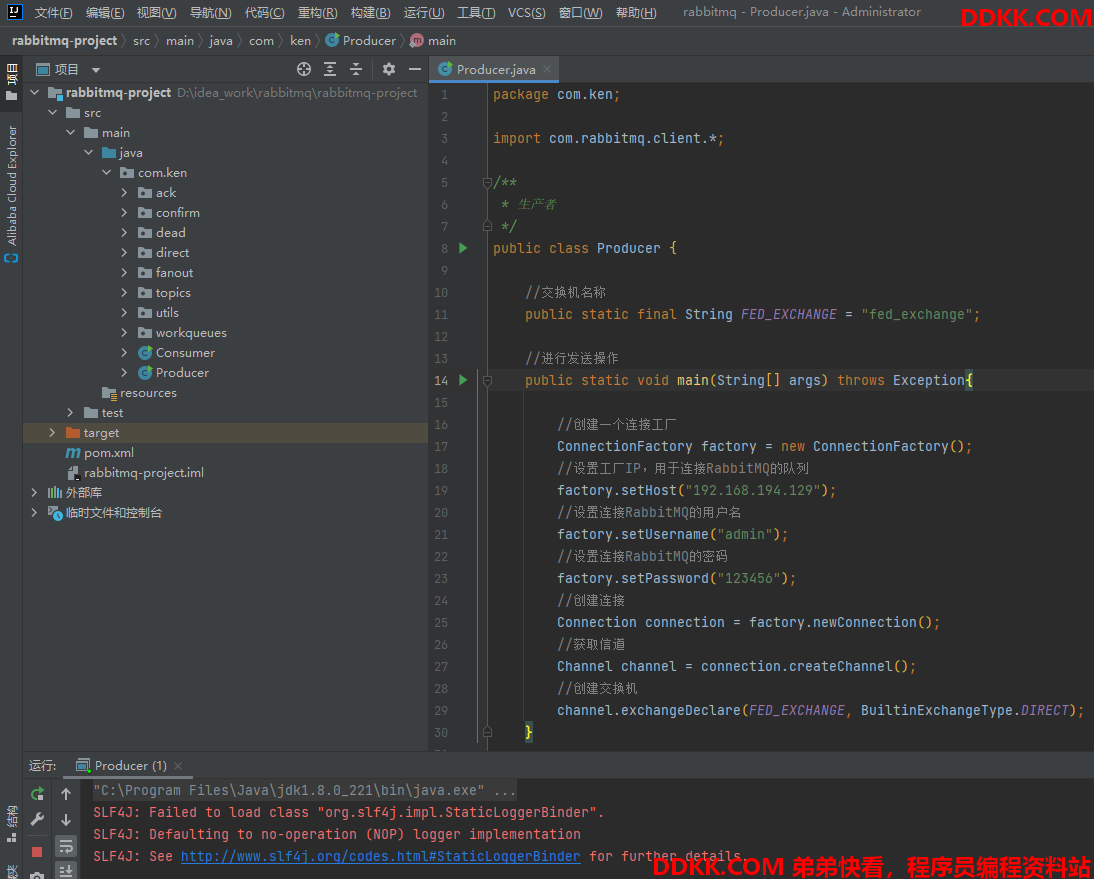 文件(F) 编辑(E) 视图(V) 导航(N) 代码(C) 重构(R) 构建(B) 运行(U) 工具(T) VCS(S) 窗口(W) 帮助(H) rabbitmq - Producer.java - Administrator
DDKK.COM
rabbitmq-project src main java com ken Producer main
项目
Alibaba Cloud Explorer
项目
rabbitmq-project D:\idea_work\rabbitmq\rabbitmq-project
src
main
java
com.ken
ack
confirm
dead
direct
fanout
topics
utils
workqueues
Consumer
Producer
resources
test
target
pom.xml
rabbitmq-project.iml
外部库
临时文件和控制台
Producer.java
1 package com.ken;
2
3 import com.rabbitmq.client.*;
4
5 /**
6 * 生产者
7 */
8 public class Producer {
9
10 //交换机名称
11 public static final String FED_EXCHANGE = "fed_exchange";
12
13 //进行发送操作
14 public static void main(String[] args) throws Exception{
15
16 //创建一个连接工厂
17 ConnectionFactory factory = new ConnectionFactory();
18 //设置工厂IP，用于连接RabbitMQ的队列
19 factory.setHost("192.168.194.129");
20 //设置连接RabbitMQ的用户名
21 factory.setUsername("admin");
22 //设置连接RabbitMQ的密码
23 factory.setPassword("123456");
24 //创建连接
25 Connection connection = factory.newConnection();
26 //获取信道
27 Channel channel = connection.createChannel();
28 //创建交换机
29 channel.exchangeDeclare(FED_EXCHANGE, BuiltinExchangeType.DIRECT);
30 }
运行: Producer (1)
结构
"C:\Program Files\Java\jdk1.8.0_221\bin\java.exe" ...
SLF4J: Failed to load class "org.slf4j.impl.StaticLoggerBinder".
SLF4J: Defaulting to no-operation (NOP) logger implementation
SLF4J: See http://www.slf4j.org/codes.html#StaticLoggerBinder for further details.
DDKK.COM 弟弟快看，程序员编程资料站